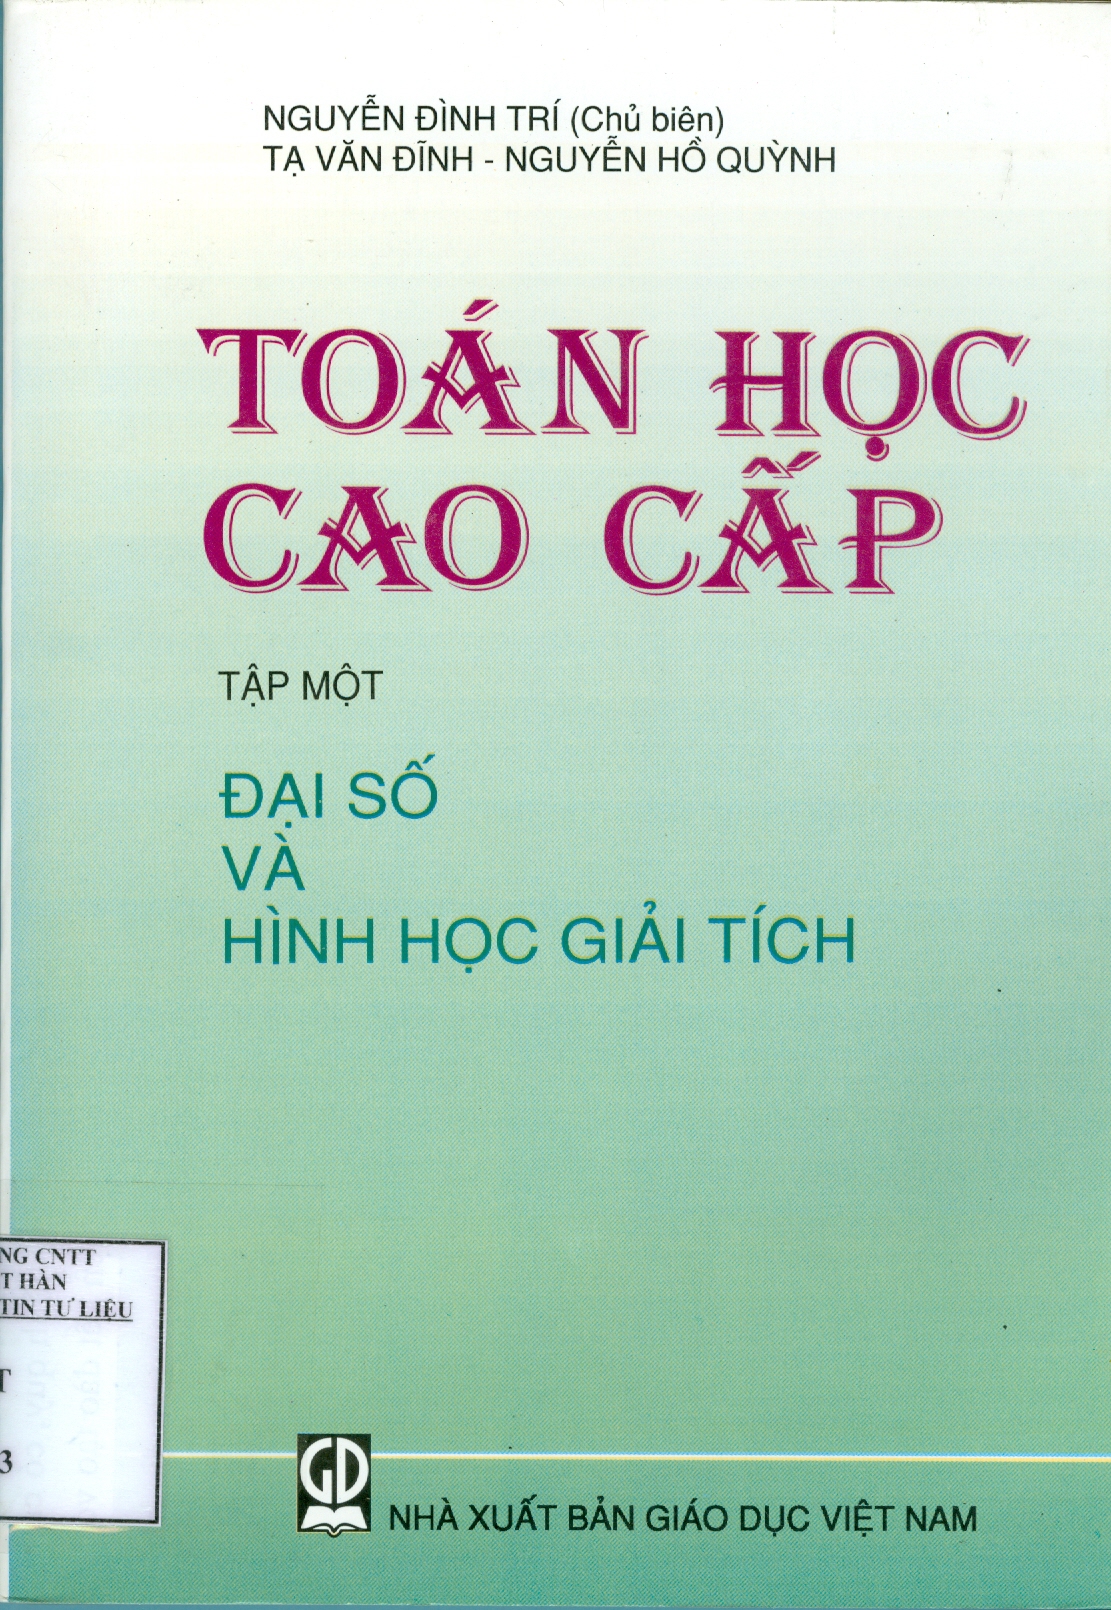 NGUYỄN ĐÌNH TRÍ (Chủ biên)
TẠ VĂN ĐĨNH - NGUYỄN HỒ QUỲNH
TOÁN HỌC
CAO CẤP
TẬP MỘT
ĐẠI SỐ
VÀ
HÌNH HỌC GIẢI TÍCH
NG CNTT
T HÀN
TIN TƯ LIỆU
T
3
GD
NHÀ XUẤT BẢN GIÁO DỤC VIỆT NAM